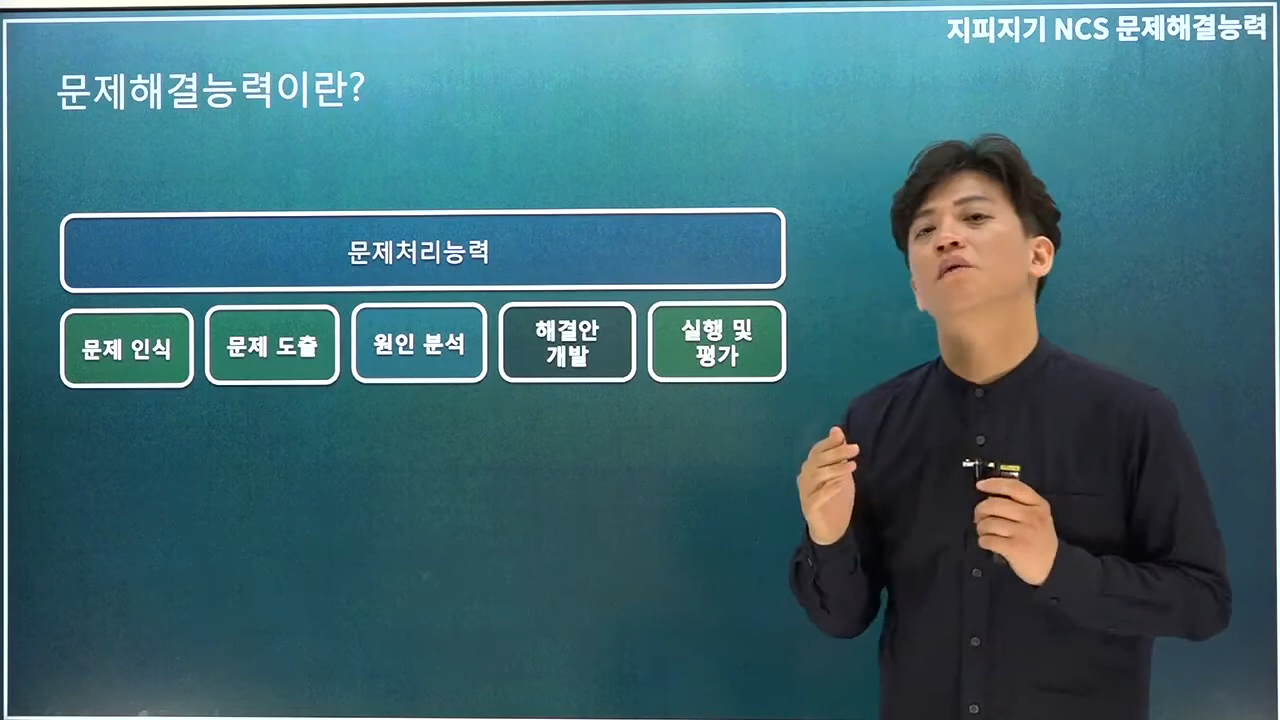 지피지기 NCS 문제해결능력
문제해결능력이란?
문제처리능력
문제 인식
문제 도출
원인 분석
해결안
개발
실행 및
평가